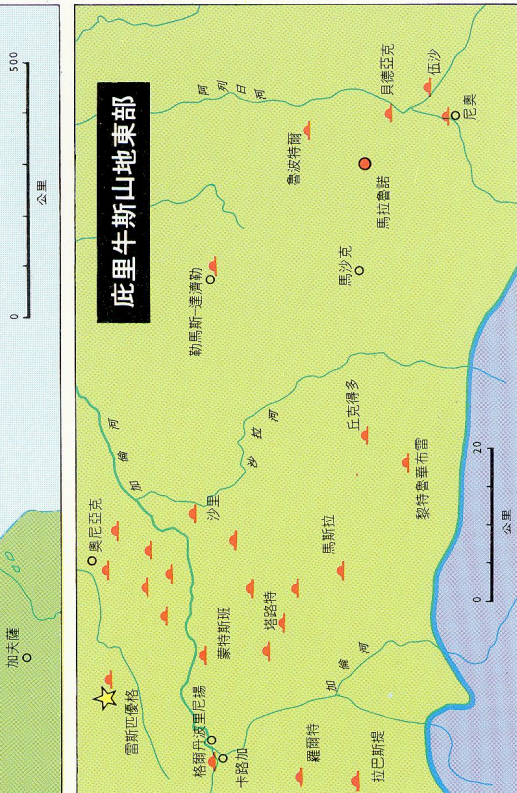 庇里牛斯山地東部
500
公里
0
加夫薩
阿列日河
貝德亞克
伍沙
尼奧
魯波特爾
馬拉魯諾
馬沙克
勒馬斯-達濟勒
加倫河
沙拉河
丘克得多
黎特魯華布雷
奧尼亞克
沙里
馬斯拉
塔路特
蒙特斯班
雷斯匹優格
格爾丹波里尼揚
卡路加
加倫河
羅爾特
拉巴斯提
20
公里
0